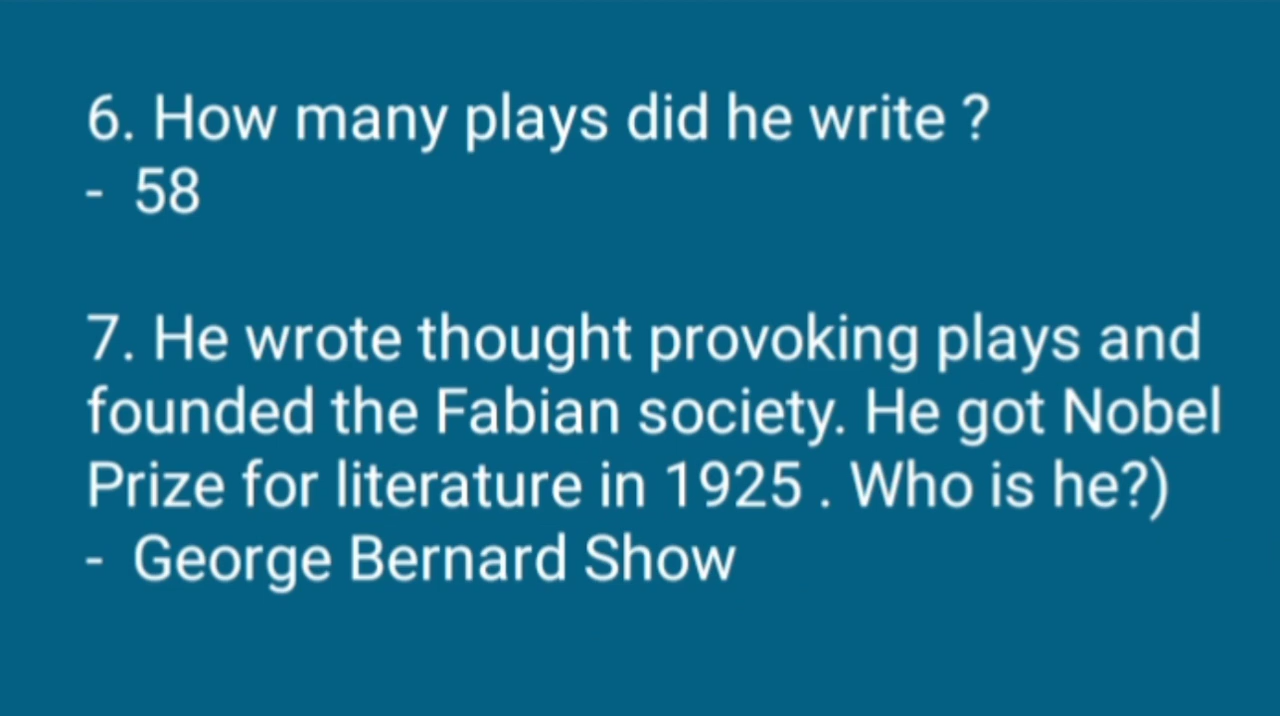 6. How many plays did he write ?
- 58
7. He wrote thought provoking plays and
founded the Fabian society. He got Nobel
Prize for literature in 1925 . Who is he?)
- George Bernard Show